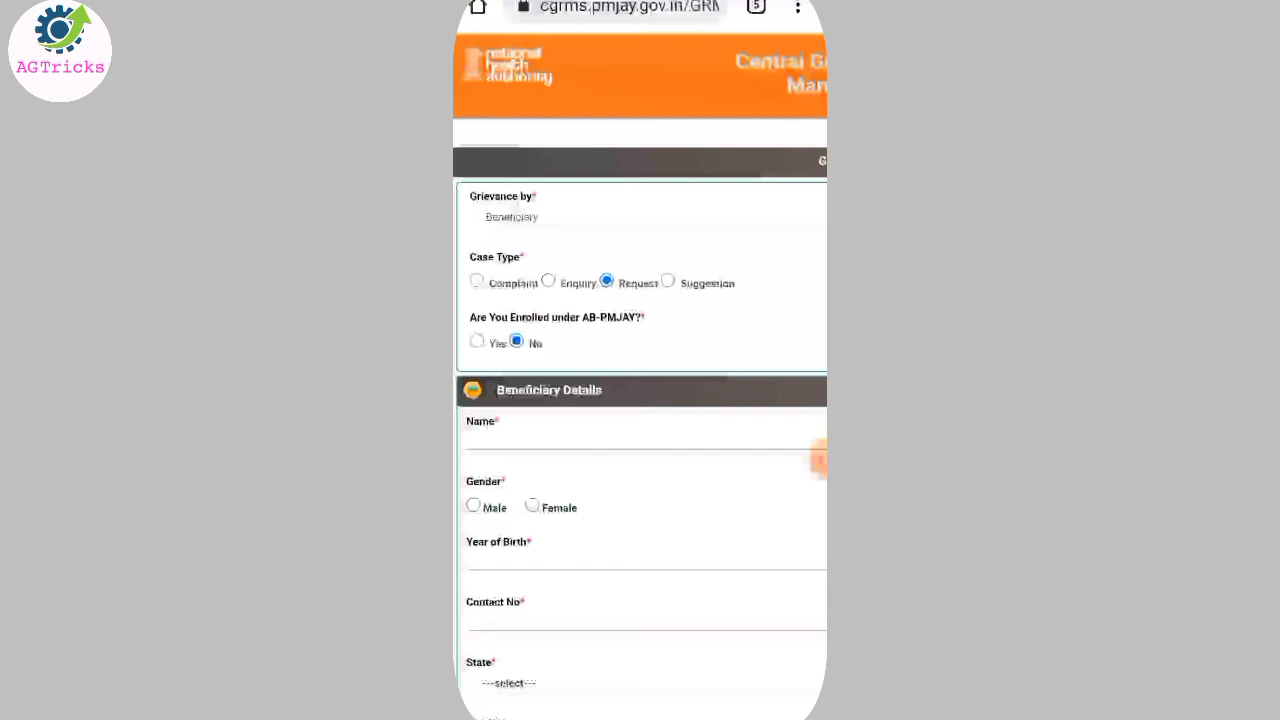 AGTricks
cgrms.pmjay.gov.in/GRM
5
national
health
authority
Central G
Man
G
Grievance by*
Beneficiary
Case Type*
Complaint Enquiry Request Suggestion
Are You Enrolled under AB-PMJAY?*
Yes No
Beneficiary Details
Name*
Gender*
Male Female
Year of Birth*
Contact No*
State*
---select---